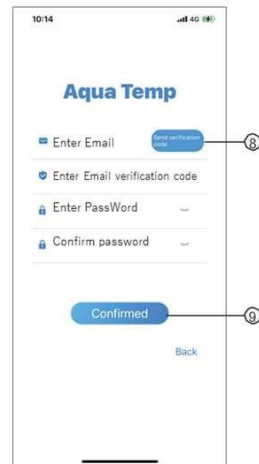 10:14 4G
Aqua Temp
Enter Email
Send verification
code
8
Enter Email verification code
Enter PassWord
Confirm password
Confirmed
9
Back